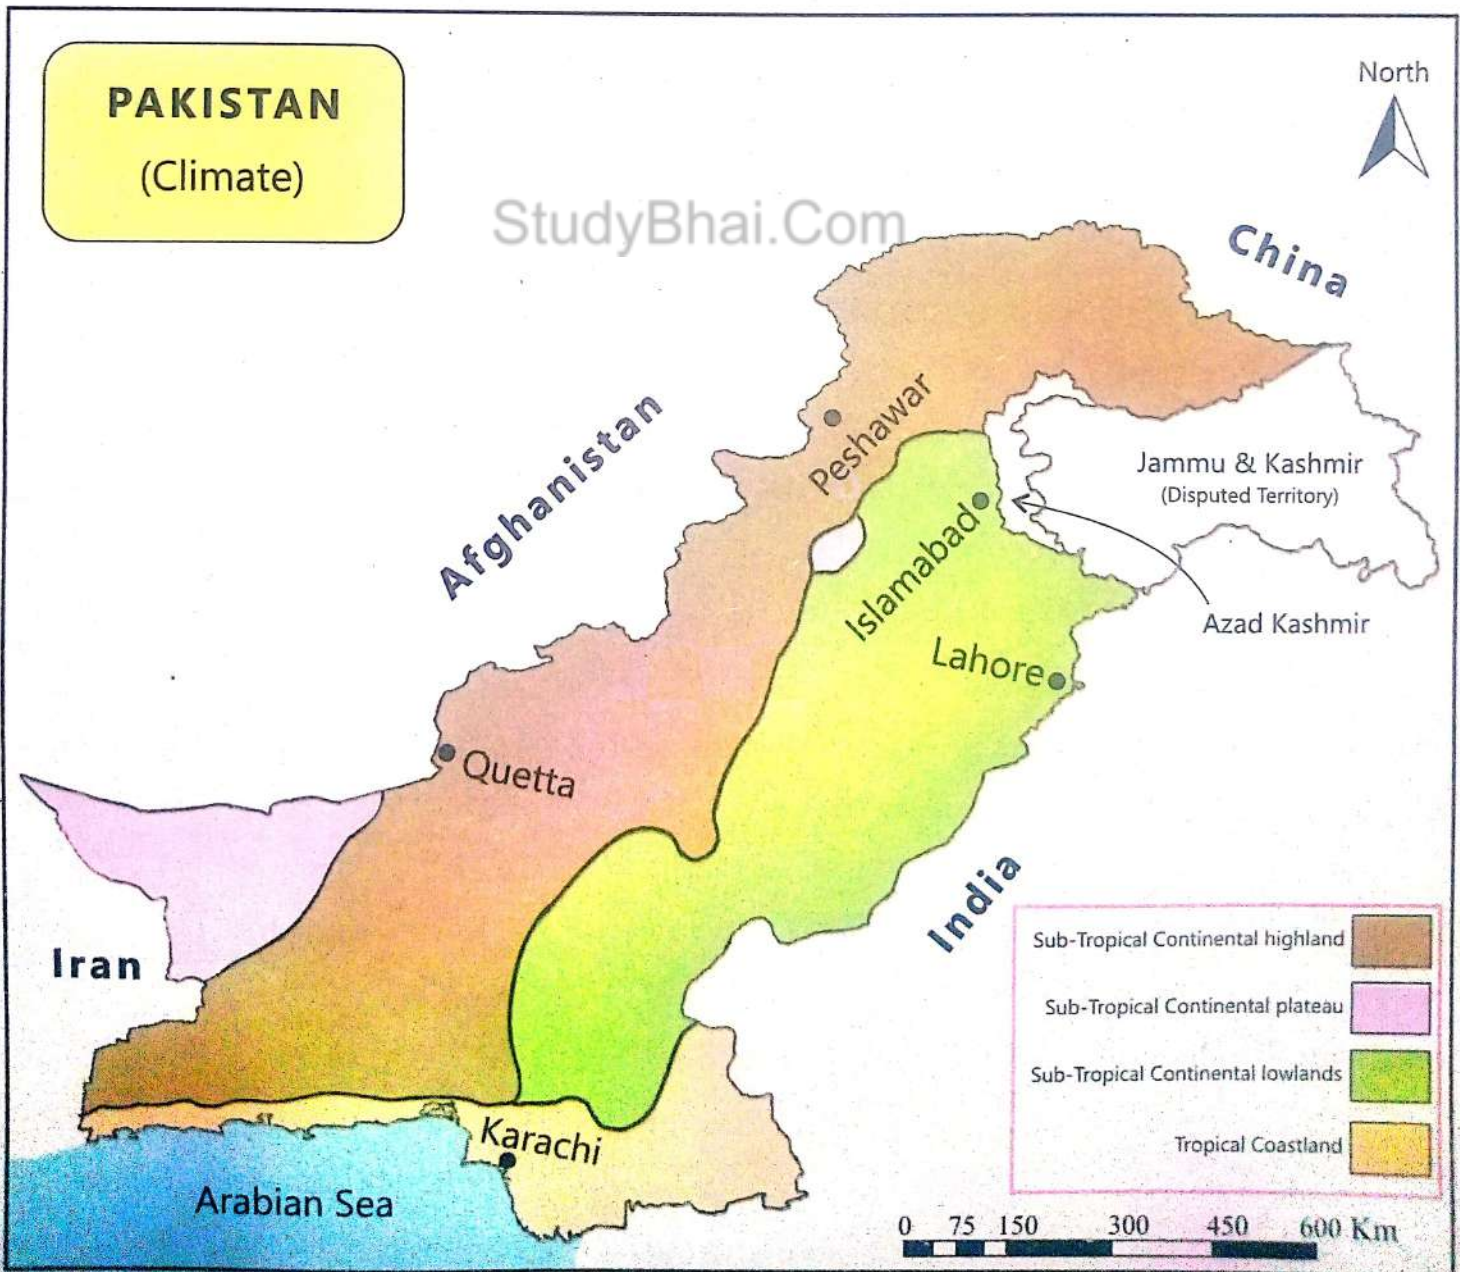 PAKISTAN
(Climate)
North
StudyBhai.Com
China
Afghanistan
Peshawar
Jammu & Kashmir
(Disputed Territory)
Islamabad
Azad Kashmir
Lahore
Quetta
India
Iran
Sub-Tropical Continental highland
Sub-Tropical Continental plateau
Sub-Tropical Continental lowlands
Tropical Coastland
Karachi
Arabian Sea
0 75 150 300 450 600 Km